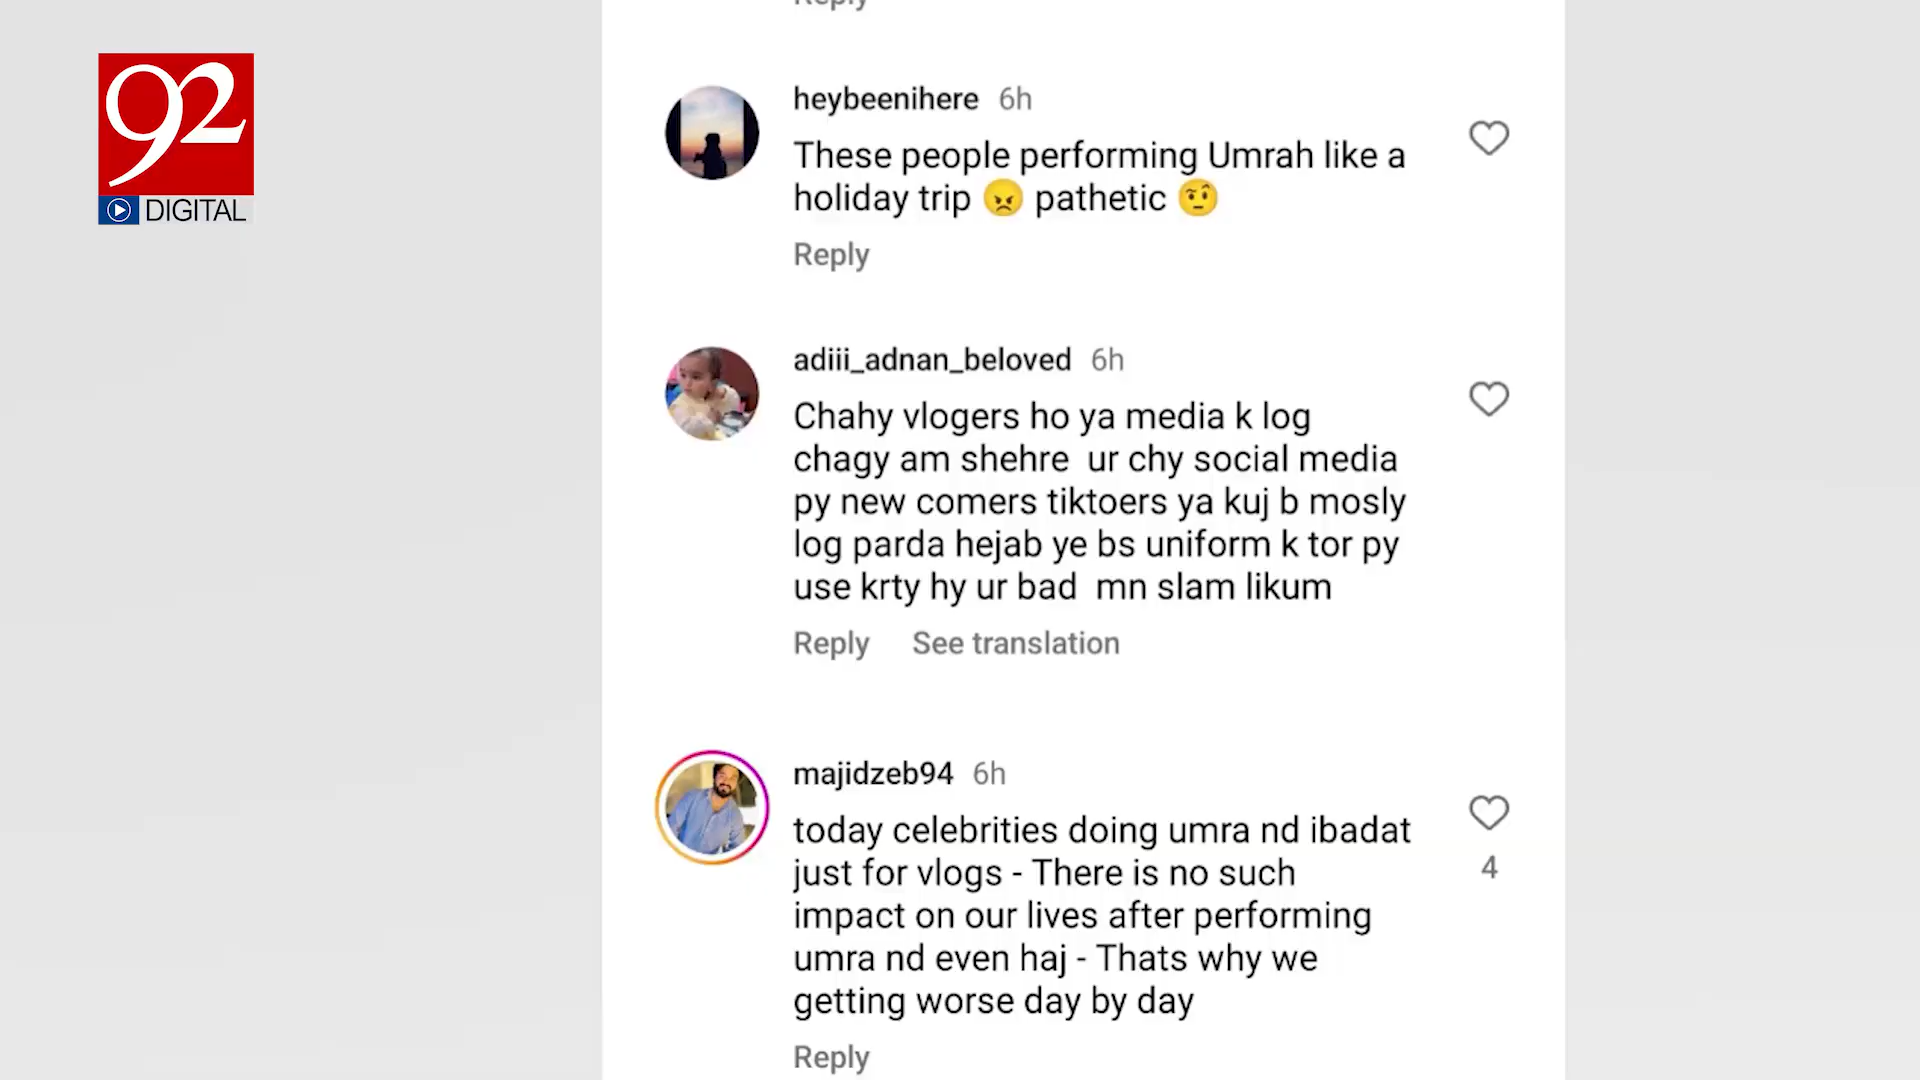 Reply
92
DIGITAL
heybeenihere 6h
These people performing Umrah like a
holiday trip 😠 pathetic 🤨
Reply
adiii_adnan_beloved 6h
Chahy vlogers ho ya media k log
chagy am shehre  ur chy social media
py new comers tiktoers ya kuj b mosly
log parda hejab ye bs uniform k tor py
use krty hy ur bad  mn slam likum
Reply See translation
majidzeb94 6h
today celebrities doing umra nd ibadat
just for vlogs - There is no such
impact on our lives after performing
umra nd even haj - Thats why we
getting worse day by day
4
Reply